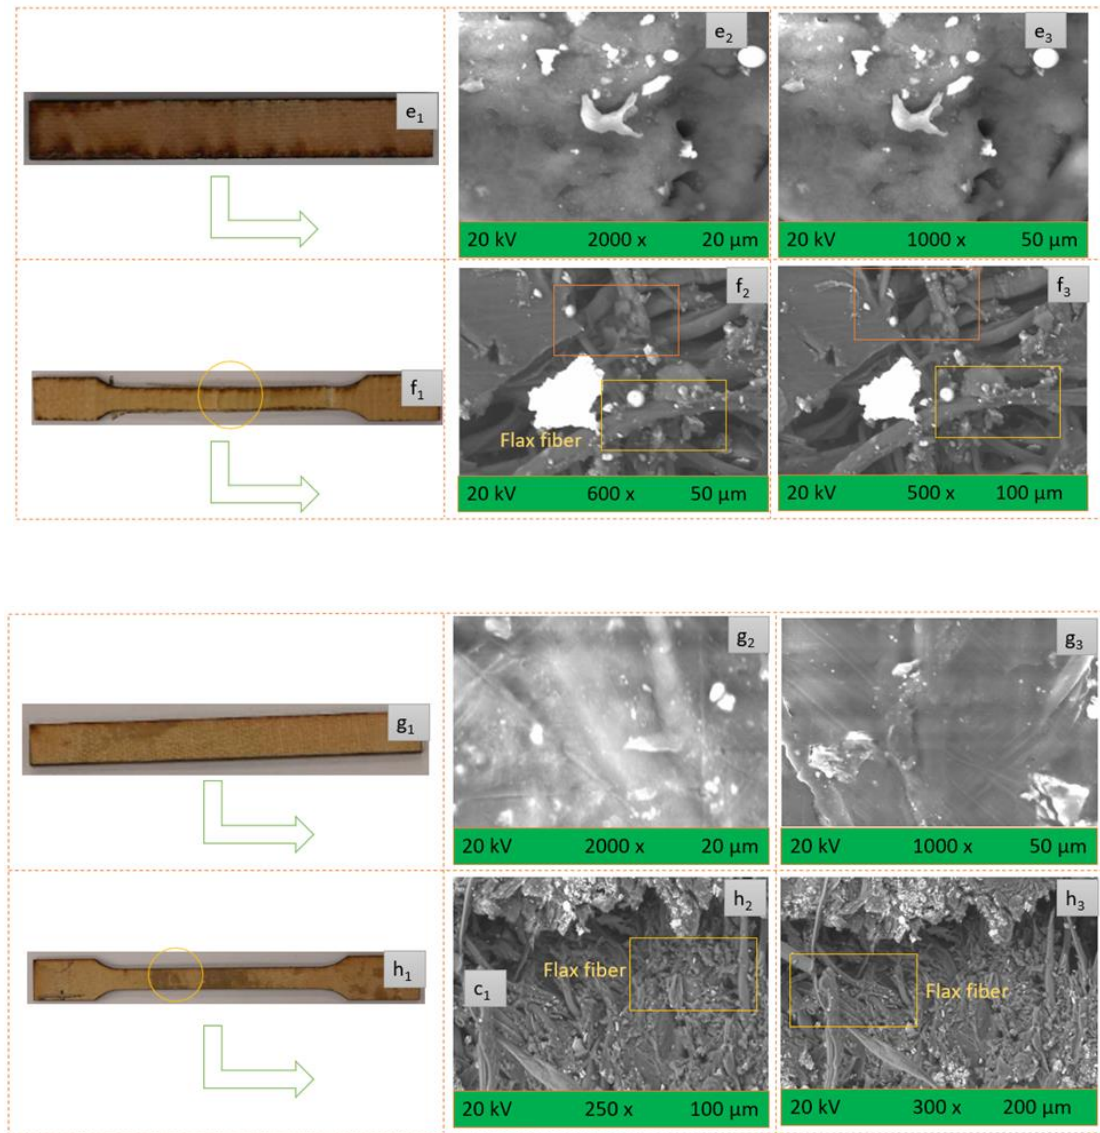 e₂
e₃
e₁
20 kV 2000 x 20 µm
20 kV 1000 x 50 µm
f₂
f₃
f₁
Flax fiber
20 kV 600 x 50 µm
20 kV 500 x 100 µm
g₂
g₃
g₁
20 kV 2000 x 20 µm
20 kV 1000 x 50 µm
h₂
h₃
h₁
Flax fiber
c₁
Flax fiber
20 kV 250 x 100 µm
20 kV 300 x 200 µm